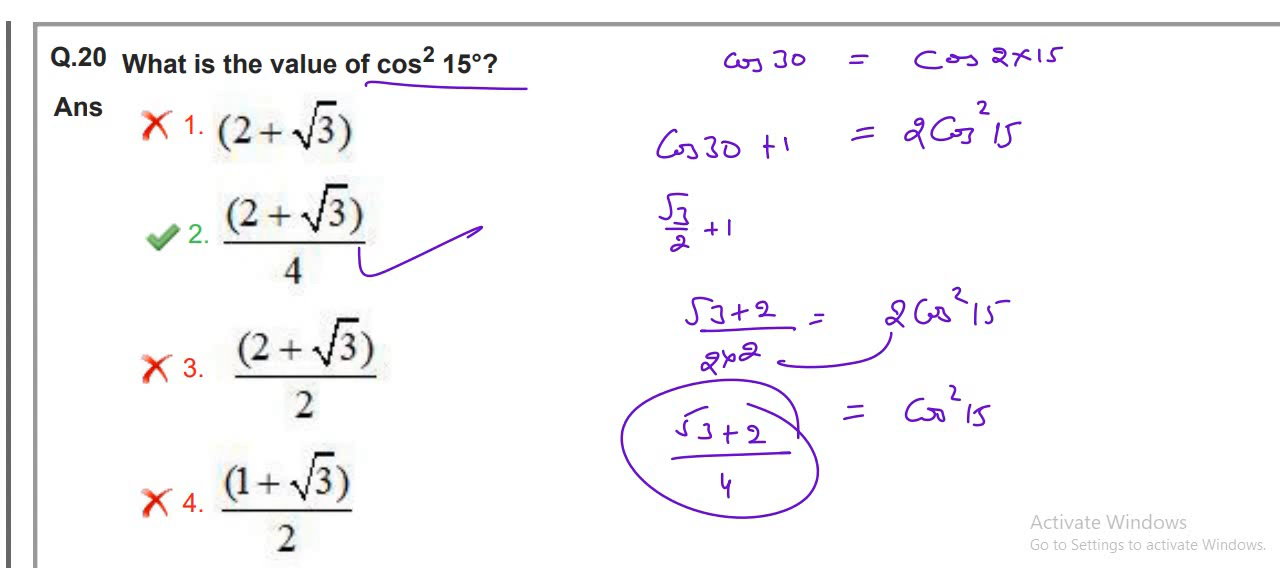 Q.20 What is the value of cos² 15°?
Ans
1. (2 + √3)
2. (2 + √3) / 4
3. (2 + √3) / 2
4. (1 + √3) / 2
cos 30 = cos 2×15
cos 30 + 1 = 2cos² 15
√3/2 + 1
√3 + 2 / 2×2 = 2cos² 15
√3 + 2 / 4 = cos² 15
Activate Windows
Go to Settings to activate Windows.